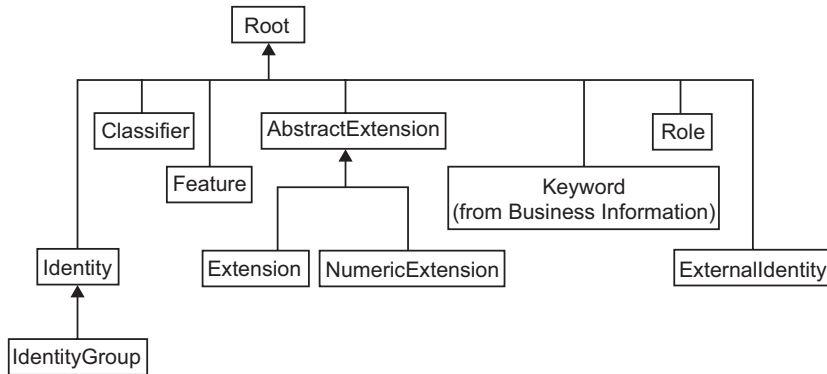 Root
Classifier
AbstractExtension
Role
Feature
Keyword
(from Business Information)
Identity
Extension
NumericExtension
ExternalIdentity
IdentityGroup